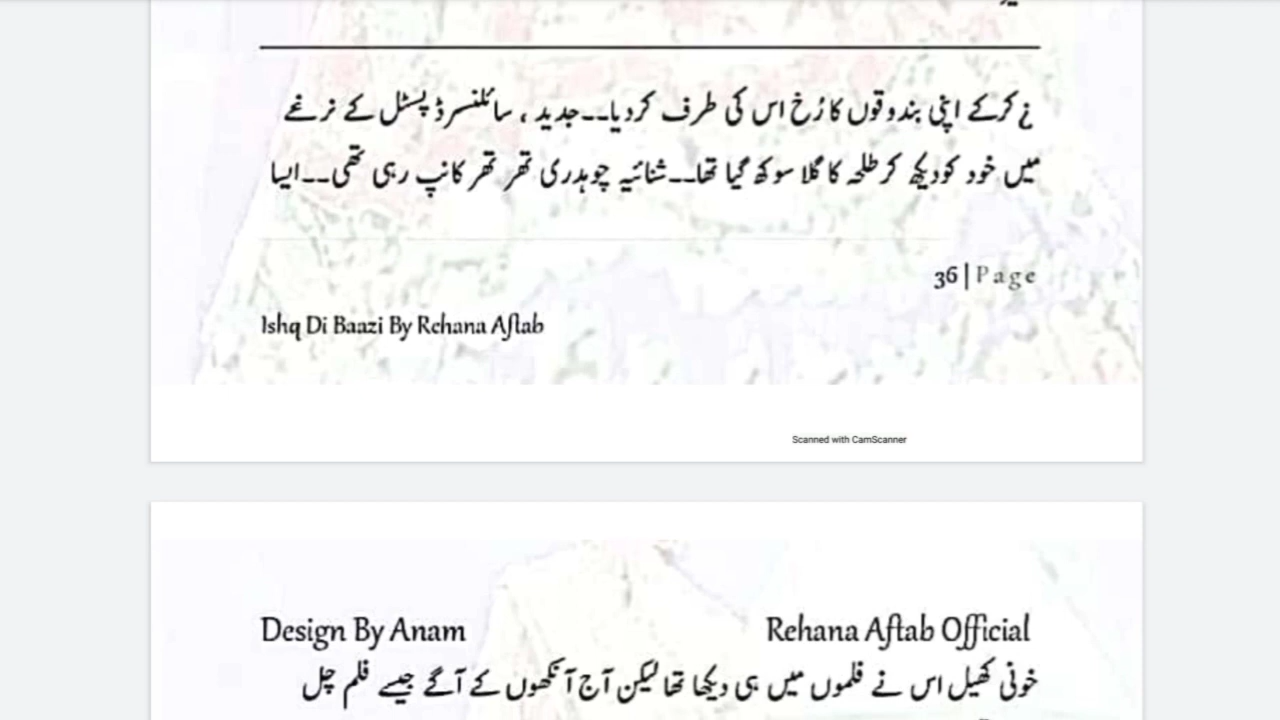 غ کرکے اپنی بندوقوں کا رُخ اس کی طرف کردیا۔۔جدید ، سائلنسرڈ پسٹل کے نرغے
میں خود کو دیکھ کر طلحہ کا گلا سوکھ گیا تھا۔۔ثنائیہ چوہدری تھر تھر کانپ رہی تھی۔۔ایسا
36 | Page
Ishq Di Baazi By Rehana Aftab
Scanned with CamScanner
Design By Anam Rehana Aftab Official
خونی کھیل اس نے فلموں میں ہی دیکھا تھا لیکن آج آنکھوں کے آگے جیسے فلم چل